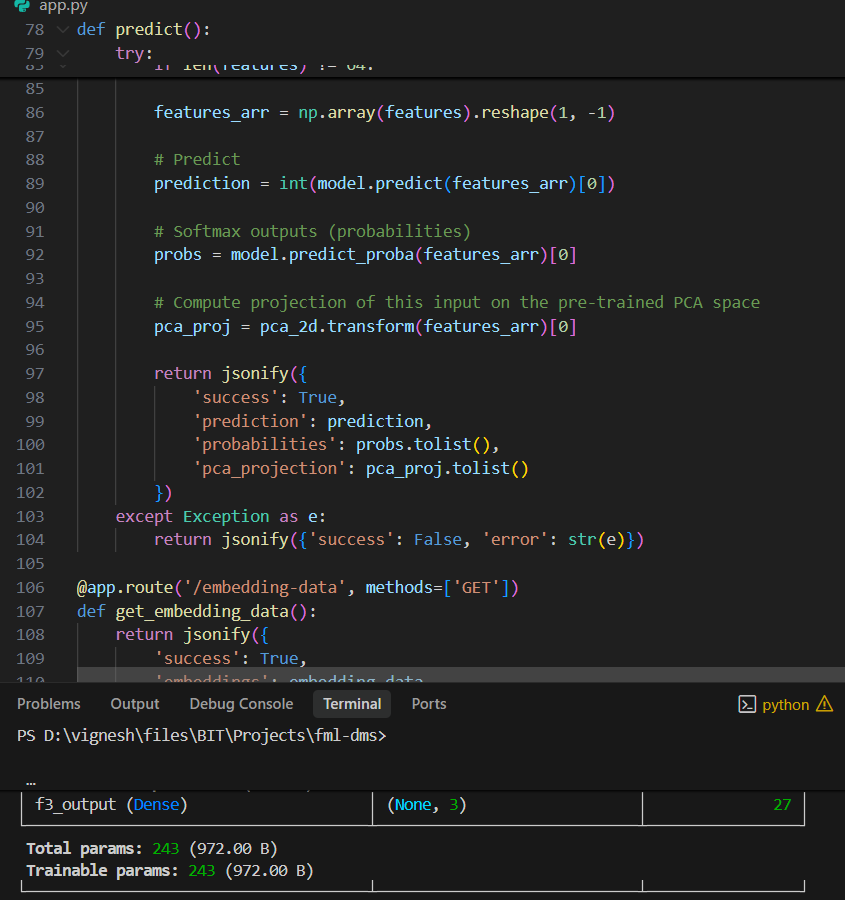 app.py
78 def predict():
79 try:
83 if len(features) != 64:
85
86 features_arr = np.array(features).reshape(1, -1)
87
88 # Predict
89 prediction = int(model.predict(features_arr)[0])
90
91 # Softmax outputs (probabilities)
92 probs = model.predict_proba(features_arr)[0]
93
94 # Compute projection of this input on the pre-trained PCA space
95 pca_proj = pca_2d.transform(features_arr)[0]
96
97 return jsonify({
98 'success': True,
99 'prediction': prediction,
100 'probabilities': probs.tolist(),
101 'pca_projection': pca_proj.tolist()
102 })
103 except Exception as e:
104 return jsonify({'success': False, 'error': str(e)})
105
106 @app.route('/embedding-data', methods=['GET'])
107 def get_embedding_data():
108 return jsonify({
109 'success': True,
110 'embeddings': embedding_data
Problems Output Debug Console Terminal Ports python
PS D:\vignesh\files\BIT\Projects\fml-dms>
…
f3_output (Dense) (None, 3) 27
Total params: 243 (972.00 B)
Trainable params: 243 (972.00 B)